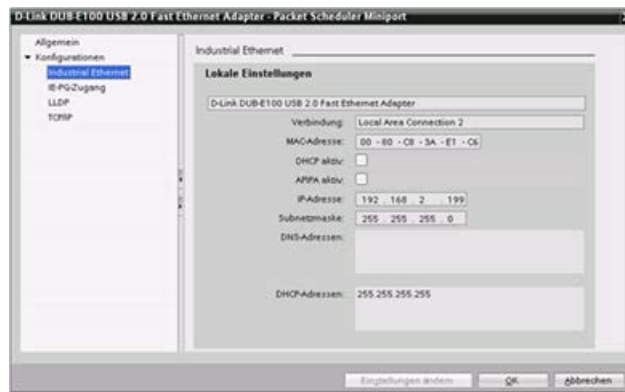 D-Link DUB-E100 USB 2.0 Fast Ethernet Adapter - Packet Scheduler Miniport
Allgemein
Konfigurationen
Industrial Ethernet
IE-PG-Zugang
LLDP
TCP/IP
Industrial Ethernet
Lokale Einstellungen
D-Link DUB-E100 USB 2.0 Fast Ethernet Adapter
Verbindung: Local Area Connection 2
MAC-Adresse: 00 - 80 - C8 - 3A - E1 - C6
DHCP aktiv:
APIPA aktiv:
IP-Adresse: 192 . 168 . 2 . 199
Subnetzmaske: 255 . 255 . 255 . 0
DNS-Adressen:
DHCP-Adressen: 255.255.255.255
Einstellungen ändern
OK
Abbrechen